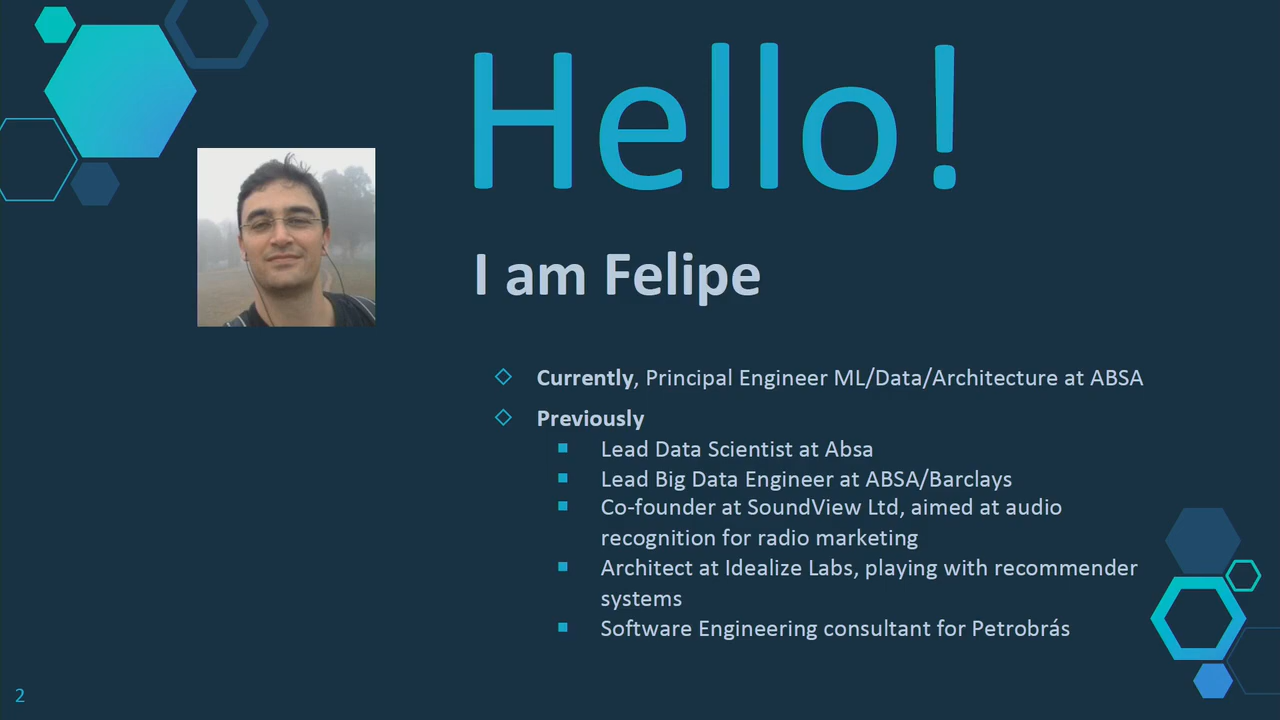 Hello!
I am Felipe
Currently, Principal Engineer ML/Data/Architecture at ABSA
Previously
Lead Data Scientist at Absa
Lead Big Data Engineer at ABSA/Barclays
Co-founder at SoundView Ltd, aimed at audio
recognition for radio marketing
Architect at Idealize Labs, playing with recommender
systems
Software Engineering consultant for Petrobrás
2